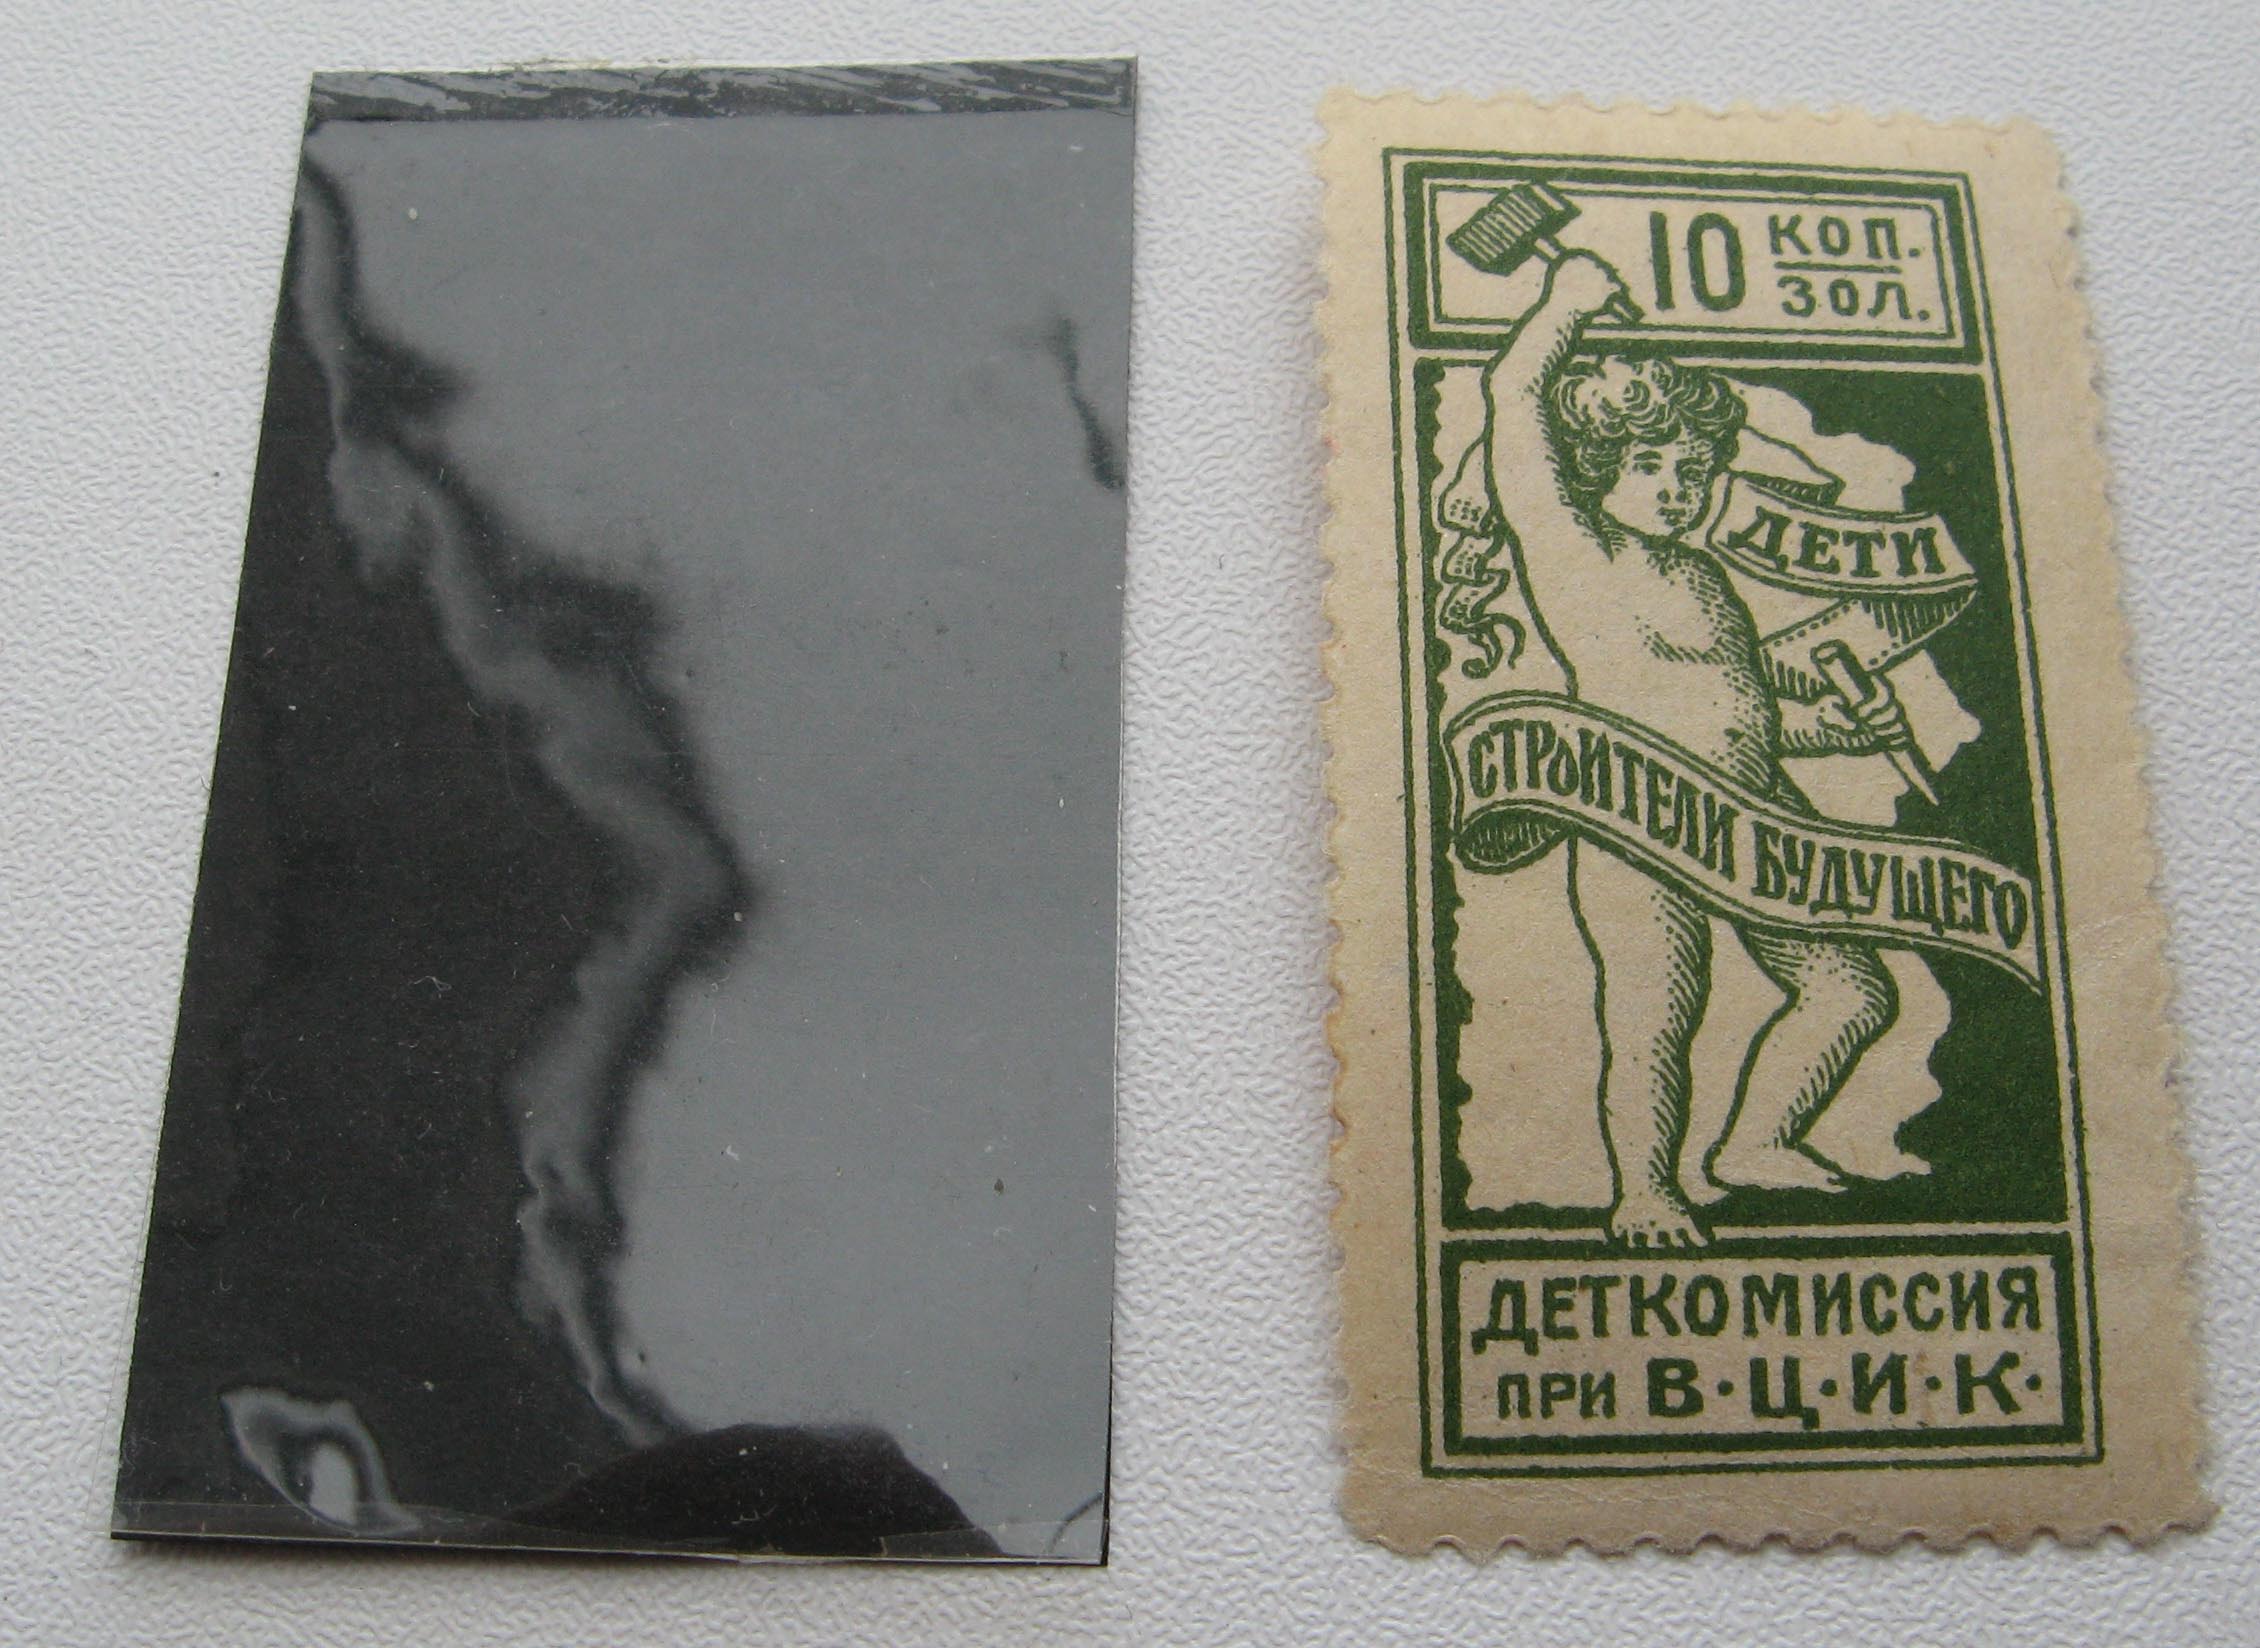 10 КОП.
ЗОЛ.
ДЕТИ
СТРОИТЕЛИ БУДУЩЕГО
ДЕТКОМИССИЯ
ПРИ В·Ц·И·К·